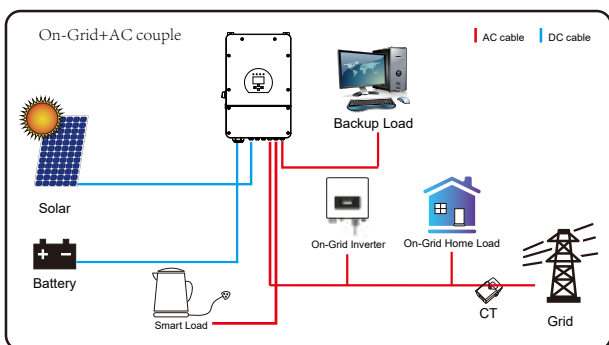 On-Grid+AC couple
AC cable
DC cable
Backup Load
Solar
On-Grid Inverter
On-Grid Home Load
Battery
Smart Load
CT
Grid